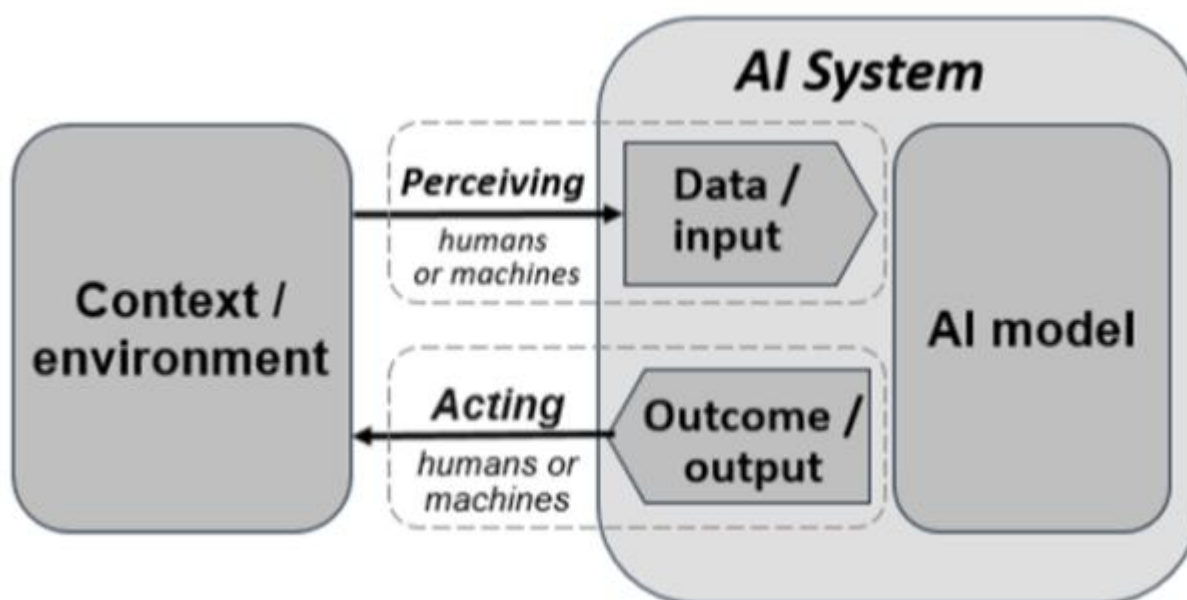 AI System
Context /
environment
Perceiving
humans
or machines
Data /
input
AI model
Acting
humans or
machines
Outcome /
output